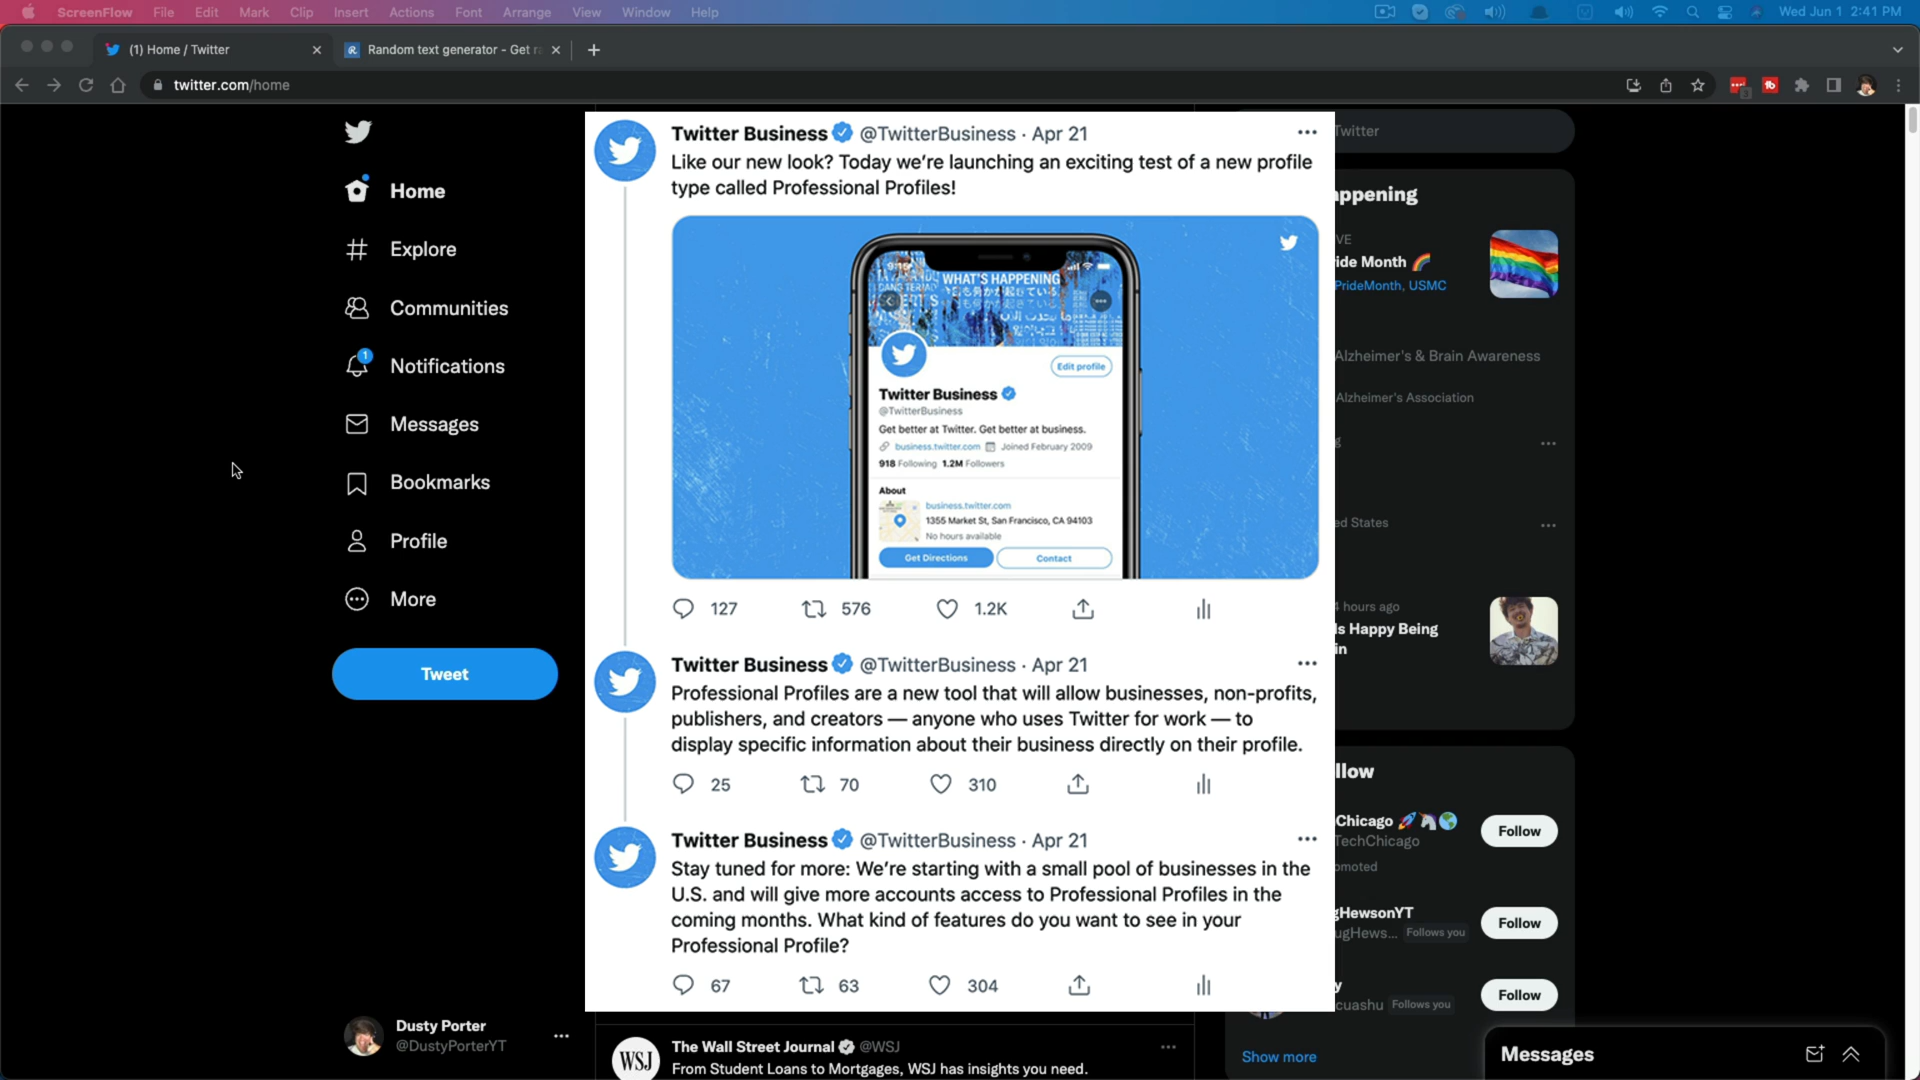 ScreenFlow File Edit Mark Clip Insert Actions Font Arrange View Window Help
Wed Jun 1 2:41 PM
(1) Home / Twitter
Random text generator - Get r
twitter.com/home
Home
Explore
Communities
1
Notifications
Messages
Bookmarks
Profile
More
Tweet
Dusty Porter
@DustyPorterYT
Twitter Business @TwitterBusiness · Apr 21
Like our new look? Today we're launching an exciting test of a new profile
type called Professional Profiles!
WHAT'S HAPPENING
Edit profile
Twitter Business
@TwitterBusiness
Get better at Twitter. Get better at business.
business.twitter.com Joined February 2009
918 Following 1.2M Followers
About
business.twitter.com
1355 Market St, San Francisco, CA 94103
No hours available
Get Directions
Contact
127 576 1.2K
Twitter Business @TwitterBusiness · Apr 21
Professional Profiles are a new tool that will allow businesses, non-profits,
publishers, and creators — anyone who uses Twitter for work — to
display specific information about their business directly on their profile.
25 70 310
Twitter Business @TwitterBusiness · Apr 21
Stay tuned for more: We're starting with a small pool of businesses in the
U.S. and will give more accounts access to Professional Profiles in the
coming months. What kind of features do you want to see in your
Professional Profile?
67 63 304
WSJ
The Wall Street Journal @WSJ
From Student Loans to Mortgages, WSJ has insights you need.
Twitter
ppening
VE
ide Month
PrideMonth, USMC
Alzheimer's & Brain Awareness
Alzheimer's Association
g
ed States
4 hours ago
ls Happy Being
in
llow
Chicago
TechChicago
omoted
Follow
gHewsonYT
ugHews... Follows you
Follow
y
cuashu Follows you
Follow
Show more
Messages